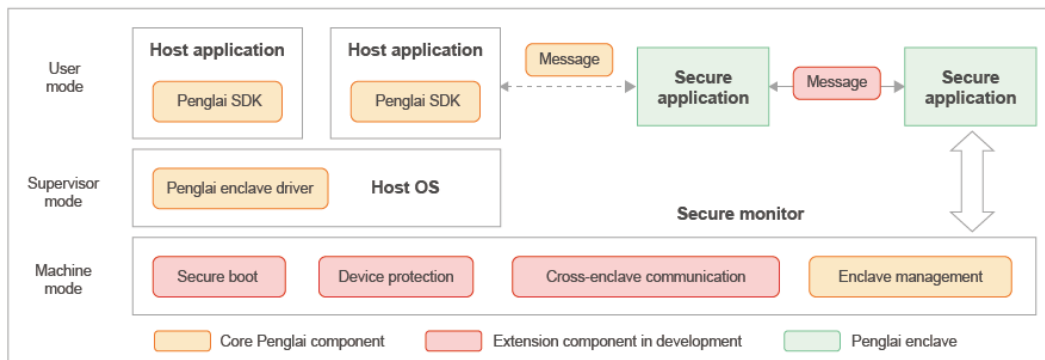 Host application
Host application
Message
User
mode
Penglai SDK
Penglai SDK
Secure
application
Message
Secure
application
Supervisor
mode
Penglai enclave driver
Host OS
Secure monitor
Machine
mode
Secure boot
Device protection
Cross-enclave communication
Enclave management
Core Penglai component
Extension component in development
Penglai enclave